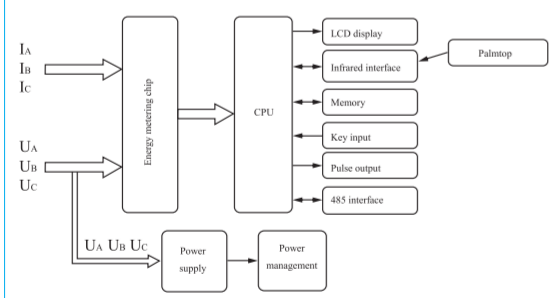 IA
IB
IC
UA
UB
UC
Energy metering chip
CPU
LCD display
Infrared interface
Memory
Key input
Pulse output
485 interface
Palmtop
UA UB UC
Power
supply
Power
management